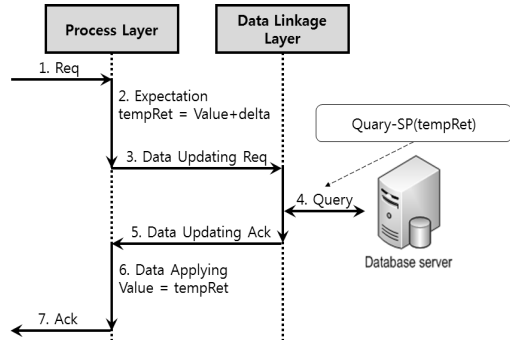 Process Layer
Data Linkage
Layer
1. Req
2. Expectation
tempRet = Value+delta
Quary-SP(tempRet)
3. Data Updating Req
4. Query
5. Data Updating Ack
Database server
6. Data Applying
Value = tempRet
7. Ack